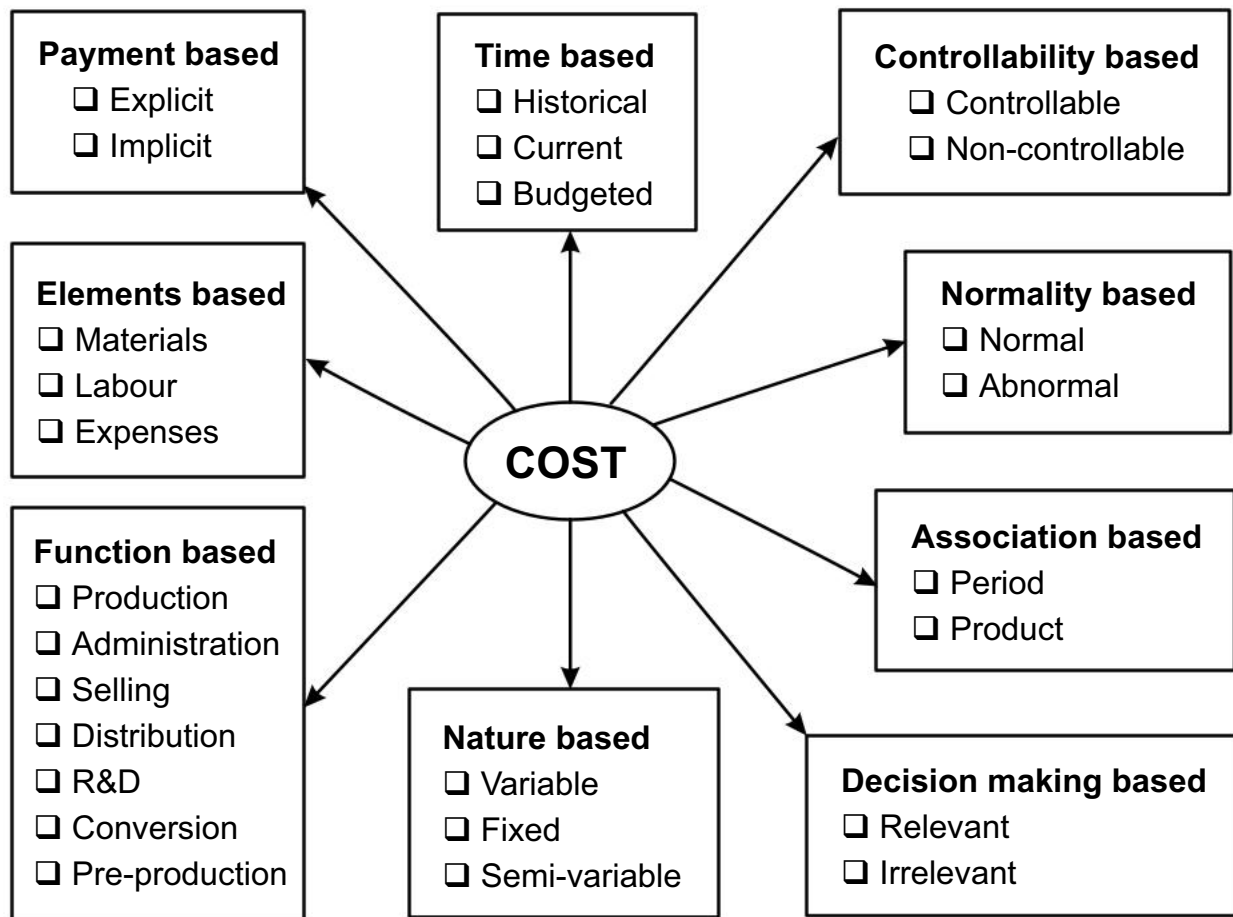 Payment based
❑ Explicit
❑ Implicit
Time based
❑ Historical
❑ Current
❑ Budgeted
Controllability based
❑ Controllable
❑ Non-controllable
Elements based
❑ Materials
❑ Labour
❑ Expenses
Normality based
❑ Normal
❑ Abnormal
COST
Function based
❑ Production
❑ Administration
❑ Selling
❑ Distribution
❑ R&D
❑ Conversion
❑ Pre-production
Association based
❑ Period
❑ Product
Nature based
❑ Variable
❑ Fixed
❑ Semi-variable
Decision making based
❑ Relevant
❑ Irrelevant